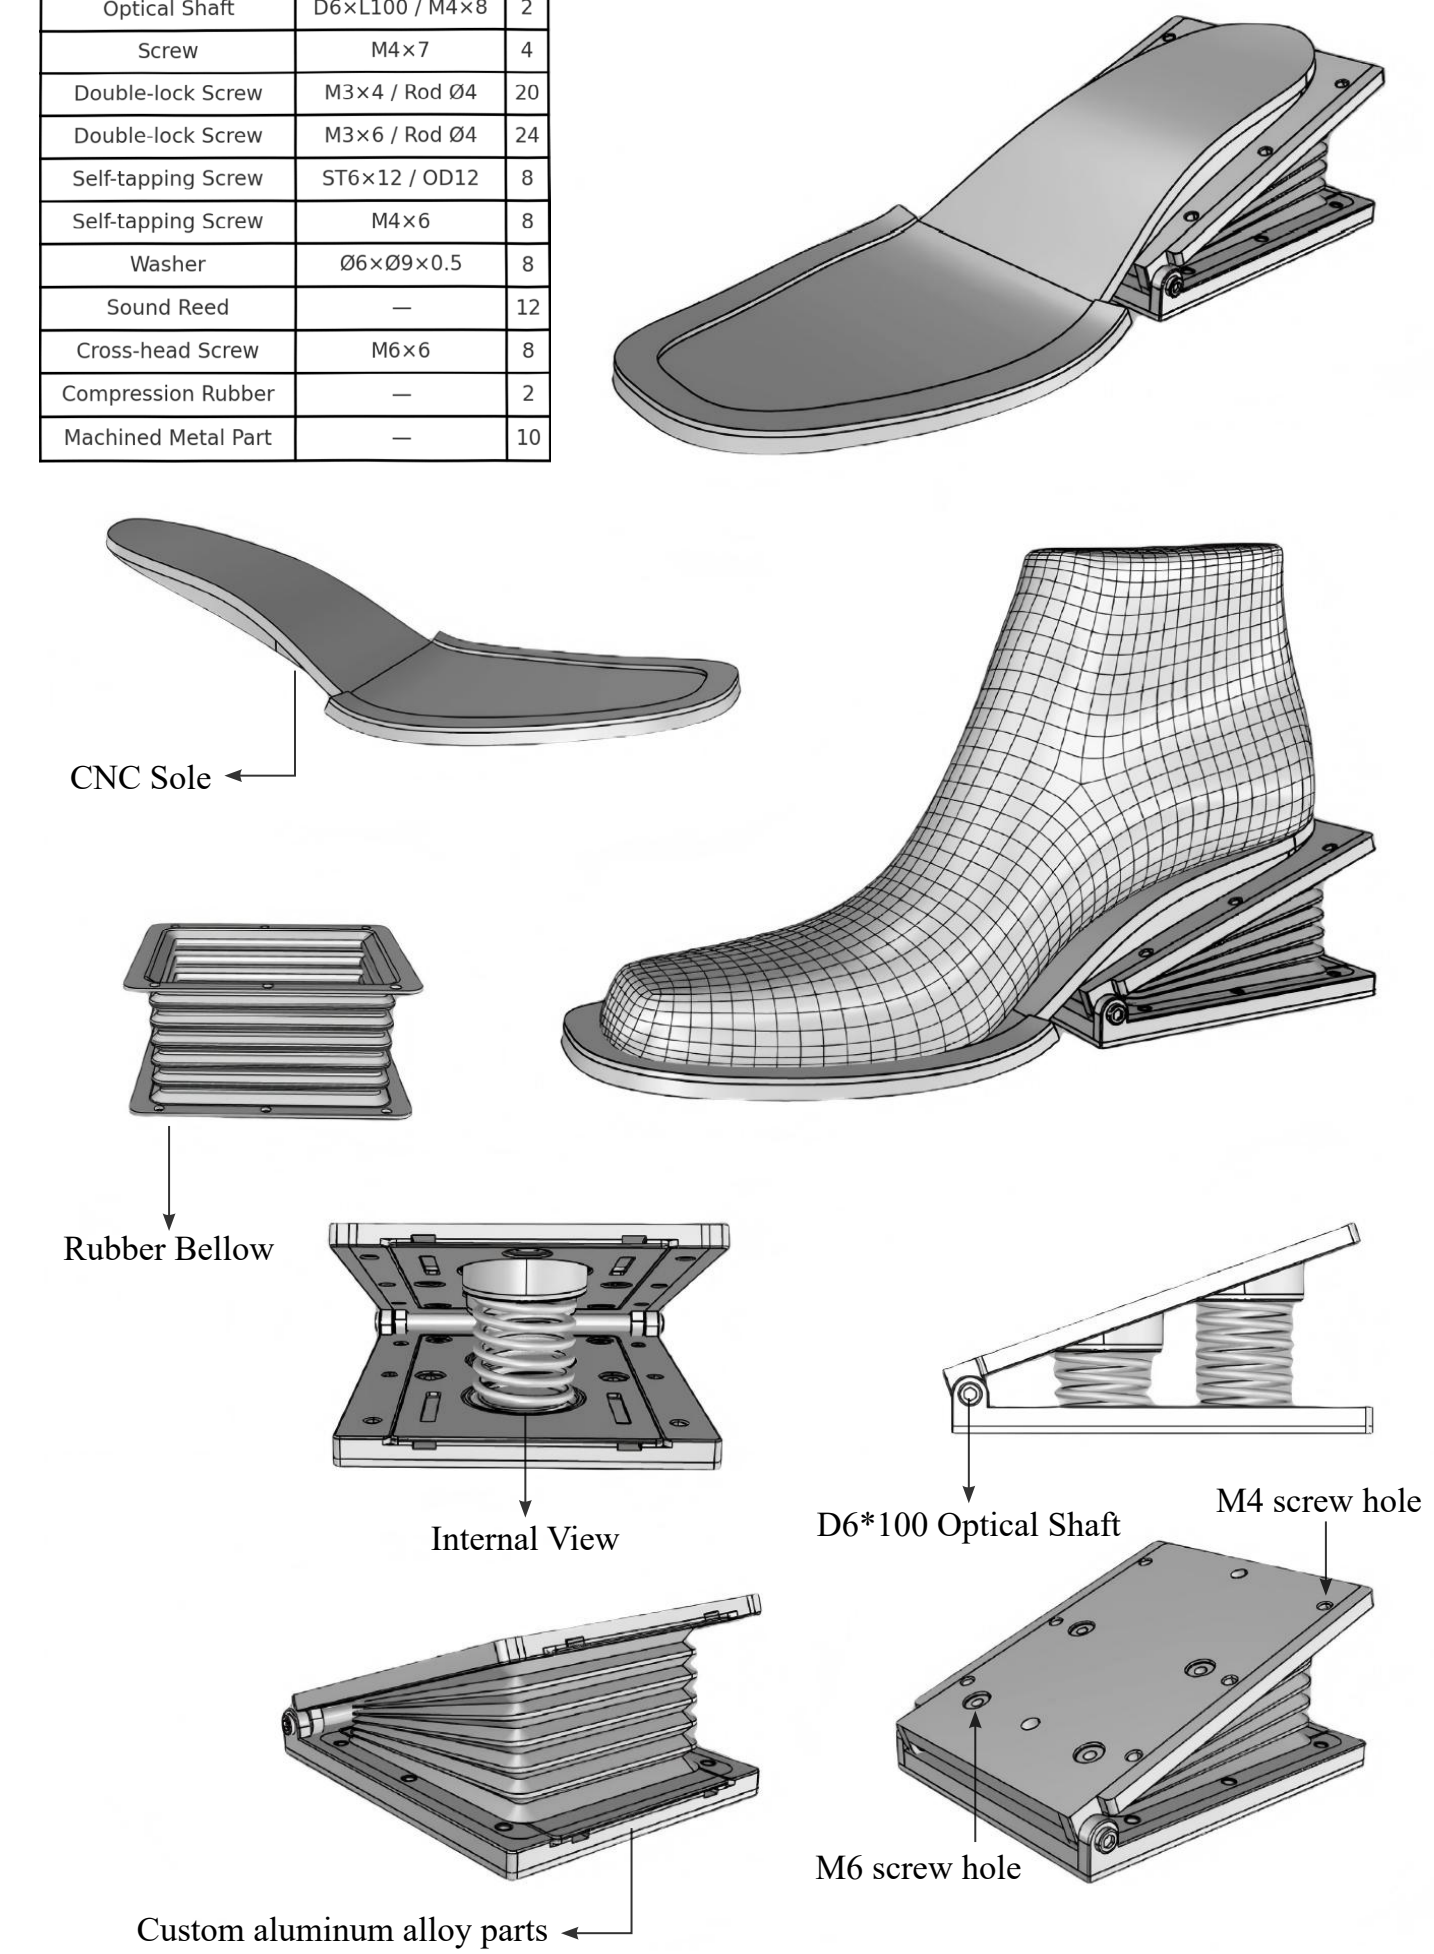 Optical Shaft D6×L100 / M4×8 2
Screw M4×7 4
Double-lock Screw M3×4 / Rod Ø4 20
Double-lock Screw M3×6 / Rod Ø4 24
Self-tapping Screw ST6×12 / OD12 8
Self-tapping Screw M4×6 8
Washer Ø6×Ø9×0.5 8
Sound Reed — 12
Cross-head Screw M6×6 8
Compression Rubber — 2
Machined Metal Part — 10
CNC Sole
Rubber Bellow
Internal View
D6*100 Optical Shaft
M4 screw hole
M6 screw hole
Custom aluminum alloy parts